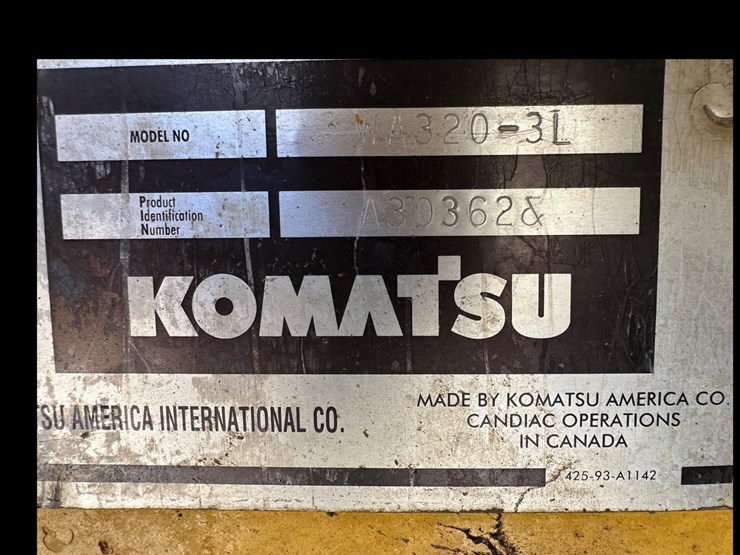 MODEL NO WA320-3L
Product
Identification
Number
A30362&
KOMATSU
SU AMERICA INTERNATIONAL CO.
MADE BY KOMATSU AMERICA CO
CANDIAC OPERATIONS
IN CANADA
425-93-A1142